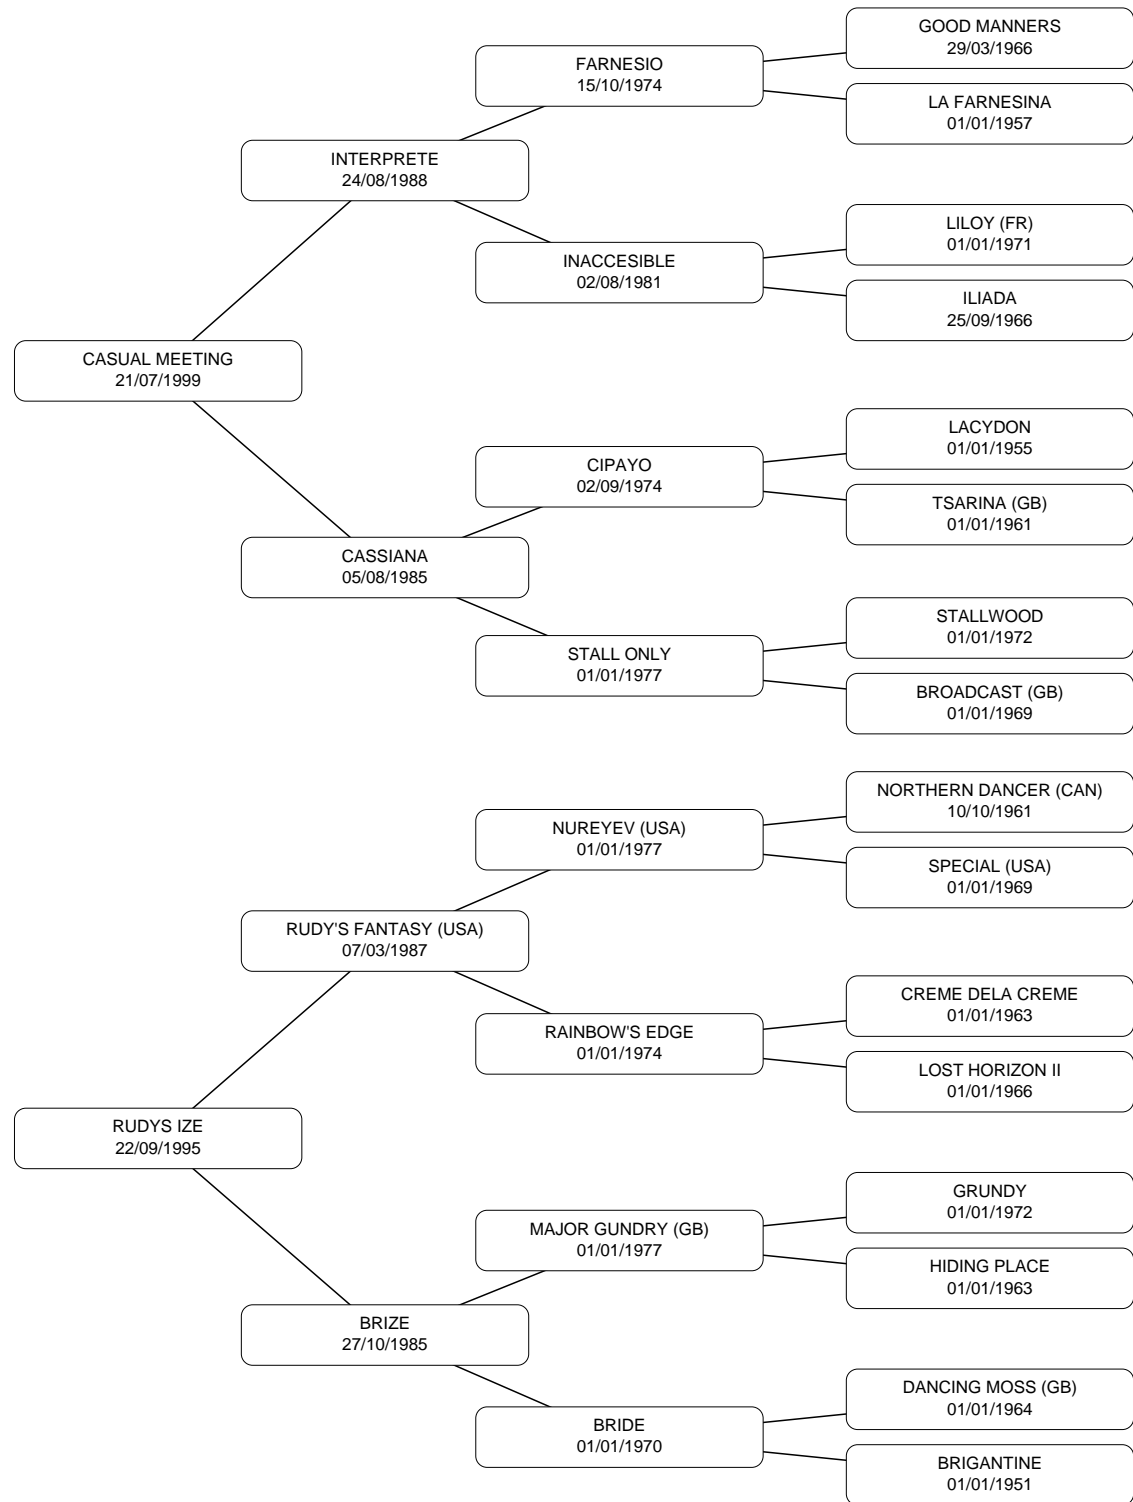 GOOD MANNERS
29/03/1966
FARNESIO
15/10/1974
LA FARNESINA
01/01/1957
INTERPRETE
24/08/1988
LILOY (FR)
01/01/1971
INACCESIBLE
02/08/1981
ILIADA
25/09/1966
CASUAL MEETING
21/07/1999
LACYDON
01/01/1955
CIPAYO
02/09/1974
TSARINA (GB)
01/01/1961
CASSIANA
05/08/1985
STALLWOOD
01/01/1972
STALL ONLY
01/01/1977
BROADCAST (GB)
01/01/1969
NORTHERN DANCER (CAN)
10/10/1961
NUREYEV (USA)
01/01/1977
SPECIAL (USA)
01/01/1969
RUDY'S FANTASY (USA)
07/03/1987
CREME DELA CREME
01/01/1963
RAINBOW'S EDGE
01/01/1974
LOST HORIZON II
01/01/1966
RUDYS IZE
22/09/1995
GRUNDY
01/01/1972
MAJOR GUNDRY (GB)
01/01/1977
HIDING PLACE
01/01/1963
BRIZE
27/10/1985
DANCING MOSS (GB)
01/01/1964
BRIDE
01/01/1970
BRIGANTINE
01/01/1951